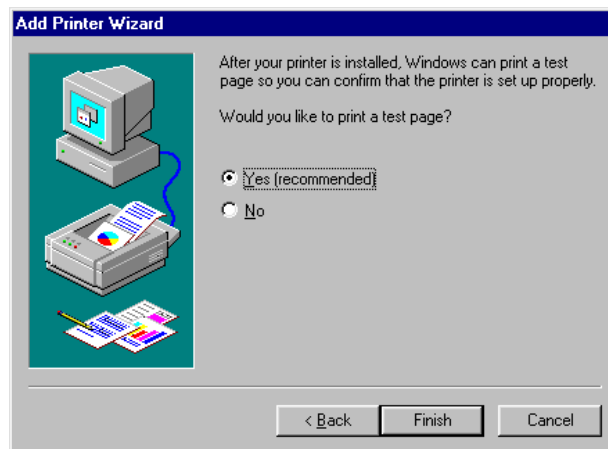 Add Printer Wizard
After your printer is installed, Windows can print a test
page so you can confirm that the printer is set up properly.
Would you like to print a test page?
Yes (recommended)
No
< Back
Finish
Cancel